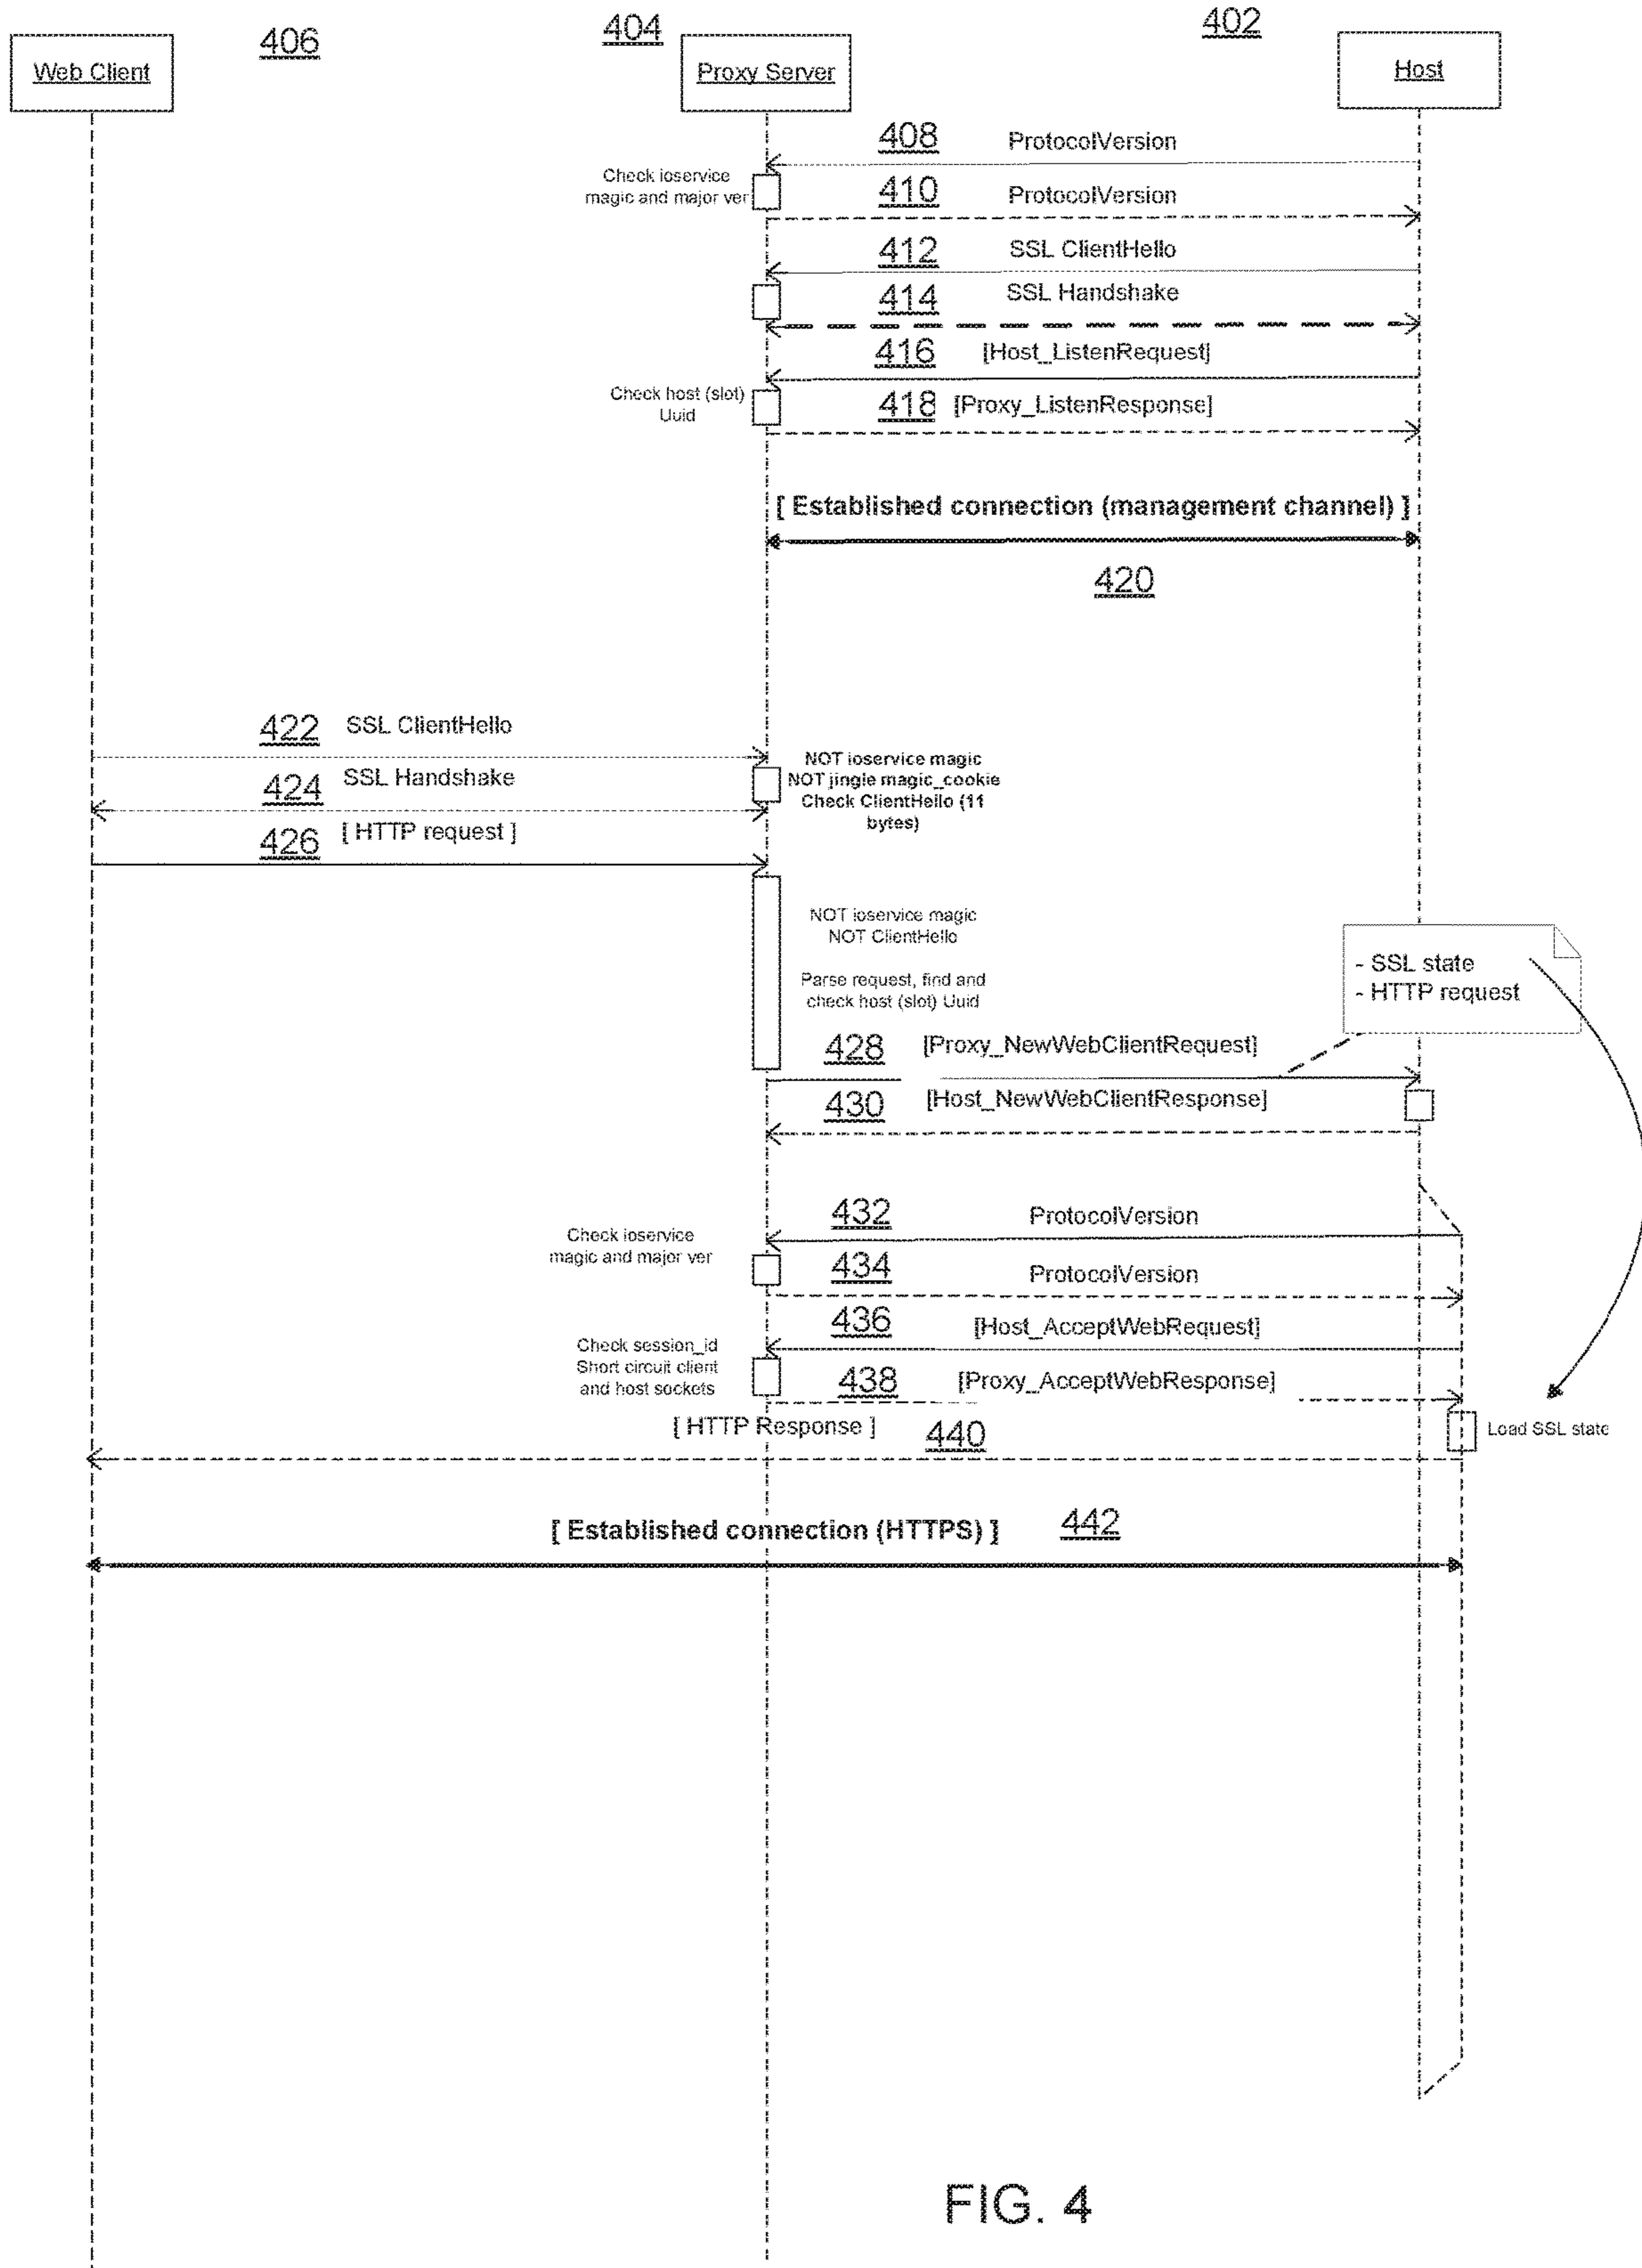 406
404
402
Web Client
Proxy Server
Host
408 ProtocolVersion
Check ioservice
magic and major ver
410 ProtocolVersion
412 SSL ClientHello
414 SSL Handshake
416 [Host_ListenRequest]
Check host (slot)
Uuid
418 [Proxy_ListenResponse]
[ Established connection (management channel) ]
420
422 SSL ClientHello
424 SSL Handshake
NOT ioservice magic
NOT jingle magic_cookie
Check ClientHello (11
bytes)
426 [ HTTP request ]
NOT ioservice magic
NOT ClientHello
Parse request, find and
check host (slot) Uuid
- SSL state
- HTTP request
428 [Proxy_NewWebClientRequest]
430 [Host_NewWebClientResponse]
432 ProtocolVersion
Check ioservice
magic and major ver
434 ProtocolVersion
436 [Host_AcceptWebRequest]
Check session_id
Short circuit client
and host sockets
438 [Proxy_AcceptWebResponse]
[ HTTP Response ] 440
Load SSL state
[ Established connection (HTTPS) ] 442
FIG. 4